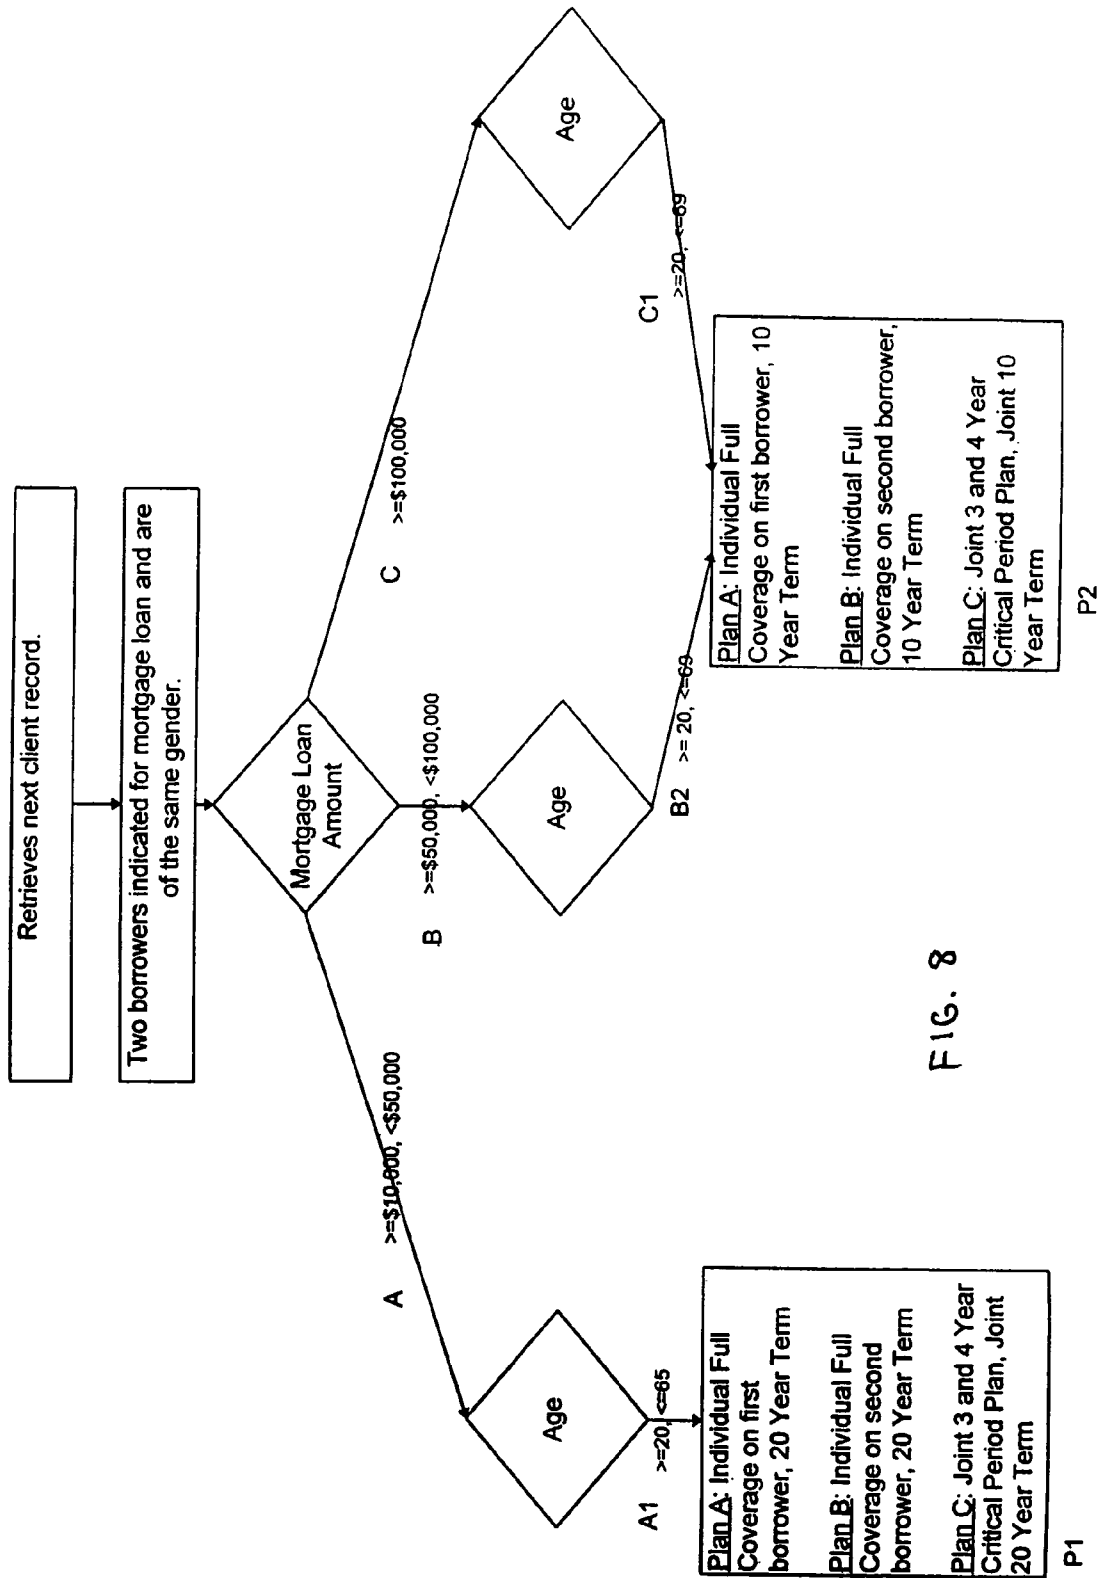 Retrieves next client record.
Two borrowers indicated for mortgage loan and are
of the same gender.
Mortgage Loan
Amount
A
>=$10,000, <$50,000
B
>=$50,000, <$100,000
C
>=$100,000
Age
Age
Age
A1
>=20, <=65
B2
>= 20, <=69
C1
>=20, <=69
Plan A: Individual Full
Coverage on first
borrower, 20 Year Term
Plan B: Individual Full
Coverage on second
borrower, 20 Year Term
Plan C: Joint 3 and 4 Year
Critical Period Plan, Joint
20 Year Term
P1
Plan A: Individual Full
Coverage on first borrower, 10
Year Term
Plan B: Individual Full
Coverage on second borrower,
10 Year Term
Plan C: Joint 3 and 4 Year
Critical Period Plan, Joint 10
Year Term
P2
FIG. 8